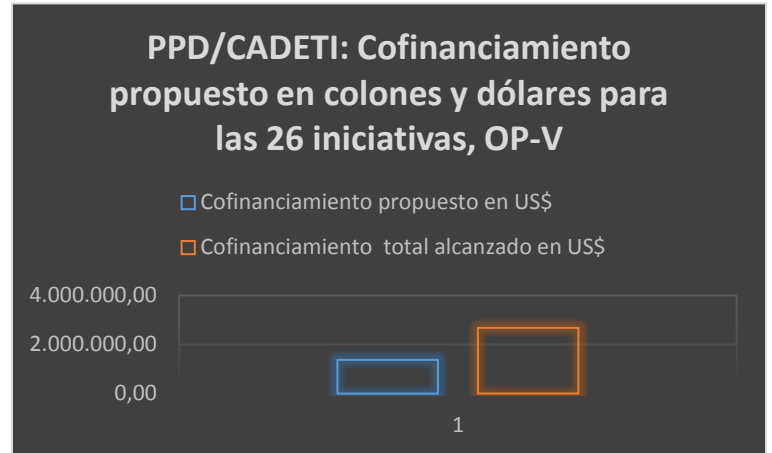 PPD/CADETI: Cofinanciamiento
propuesto en colones y dólares para
las 26 iniciativas, OP-V
Cofinanciamiento propuesto en US$
Cofinanciamiento total alcanzado en US$
4.000.000,00
2.000.000,00
0,00
1